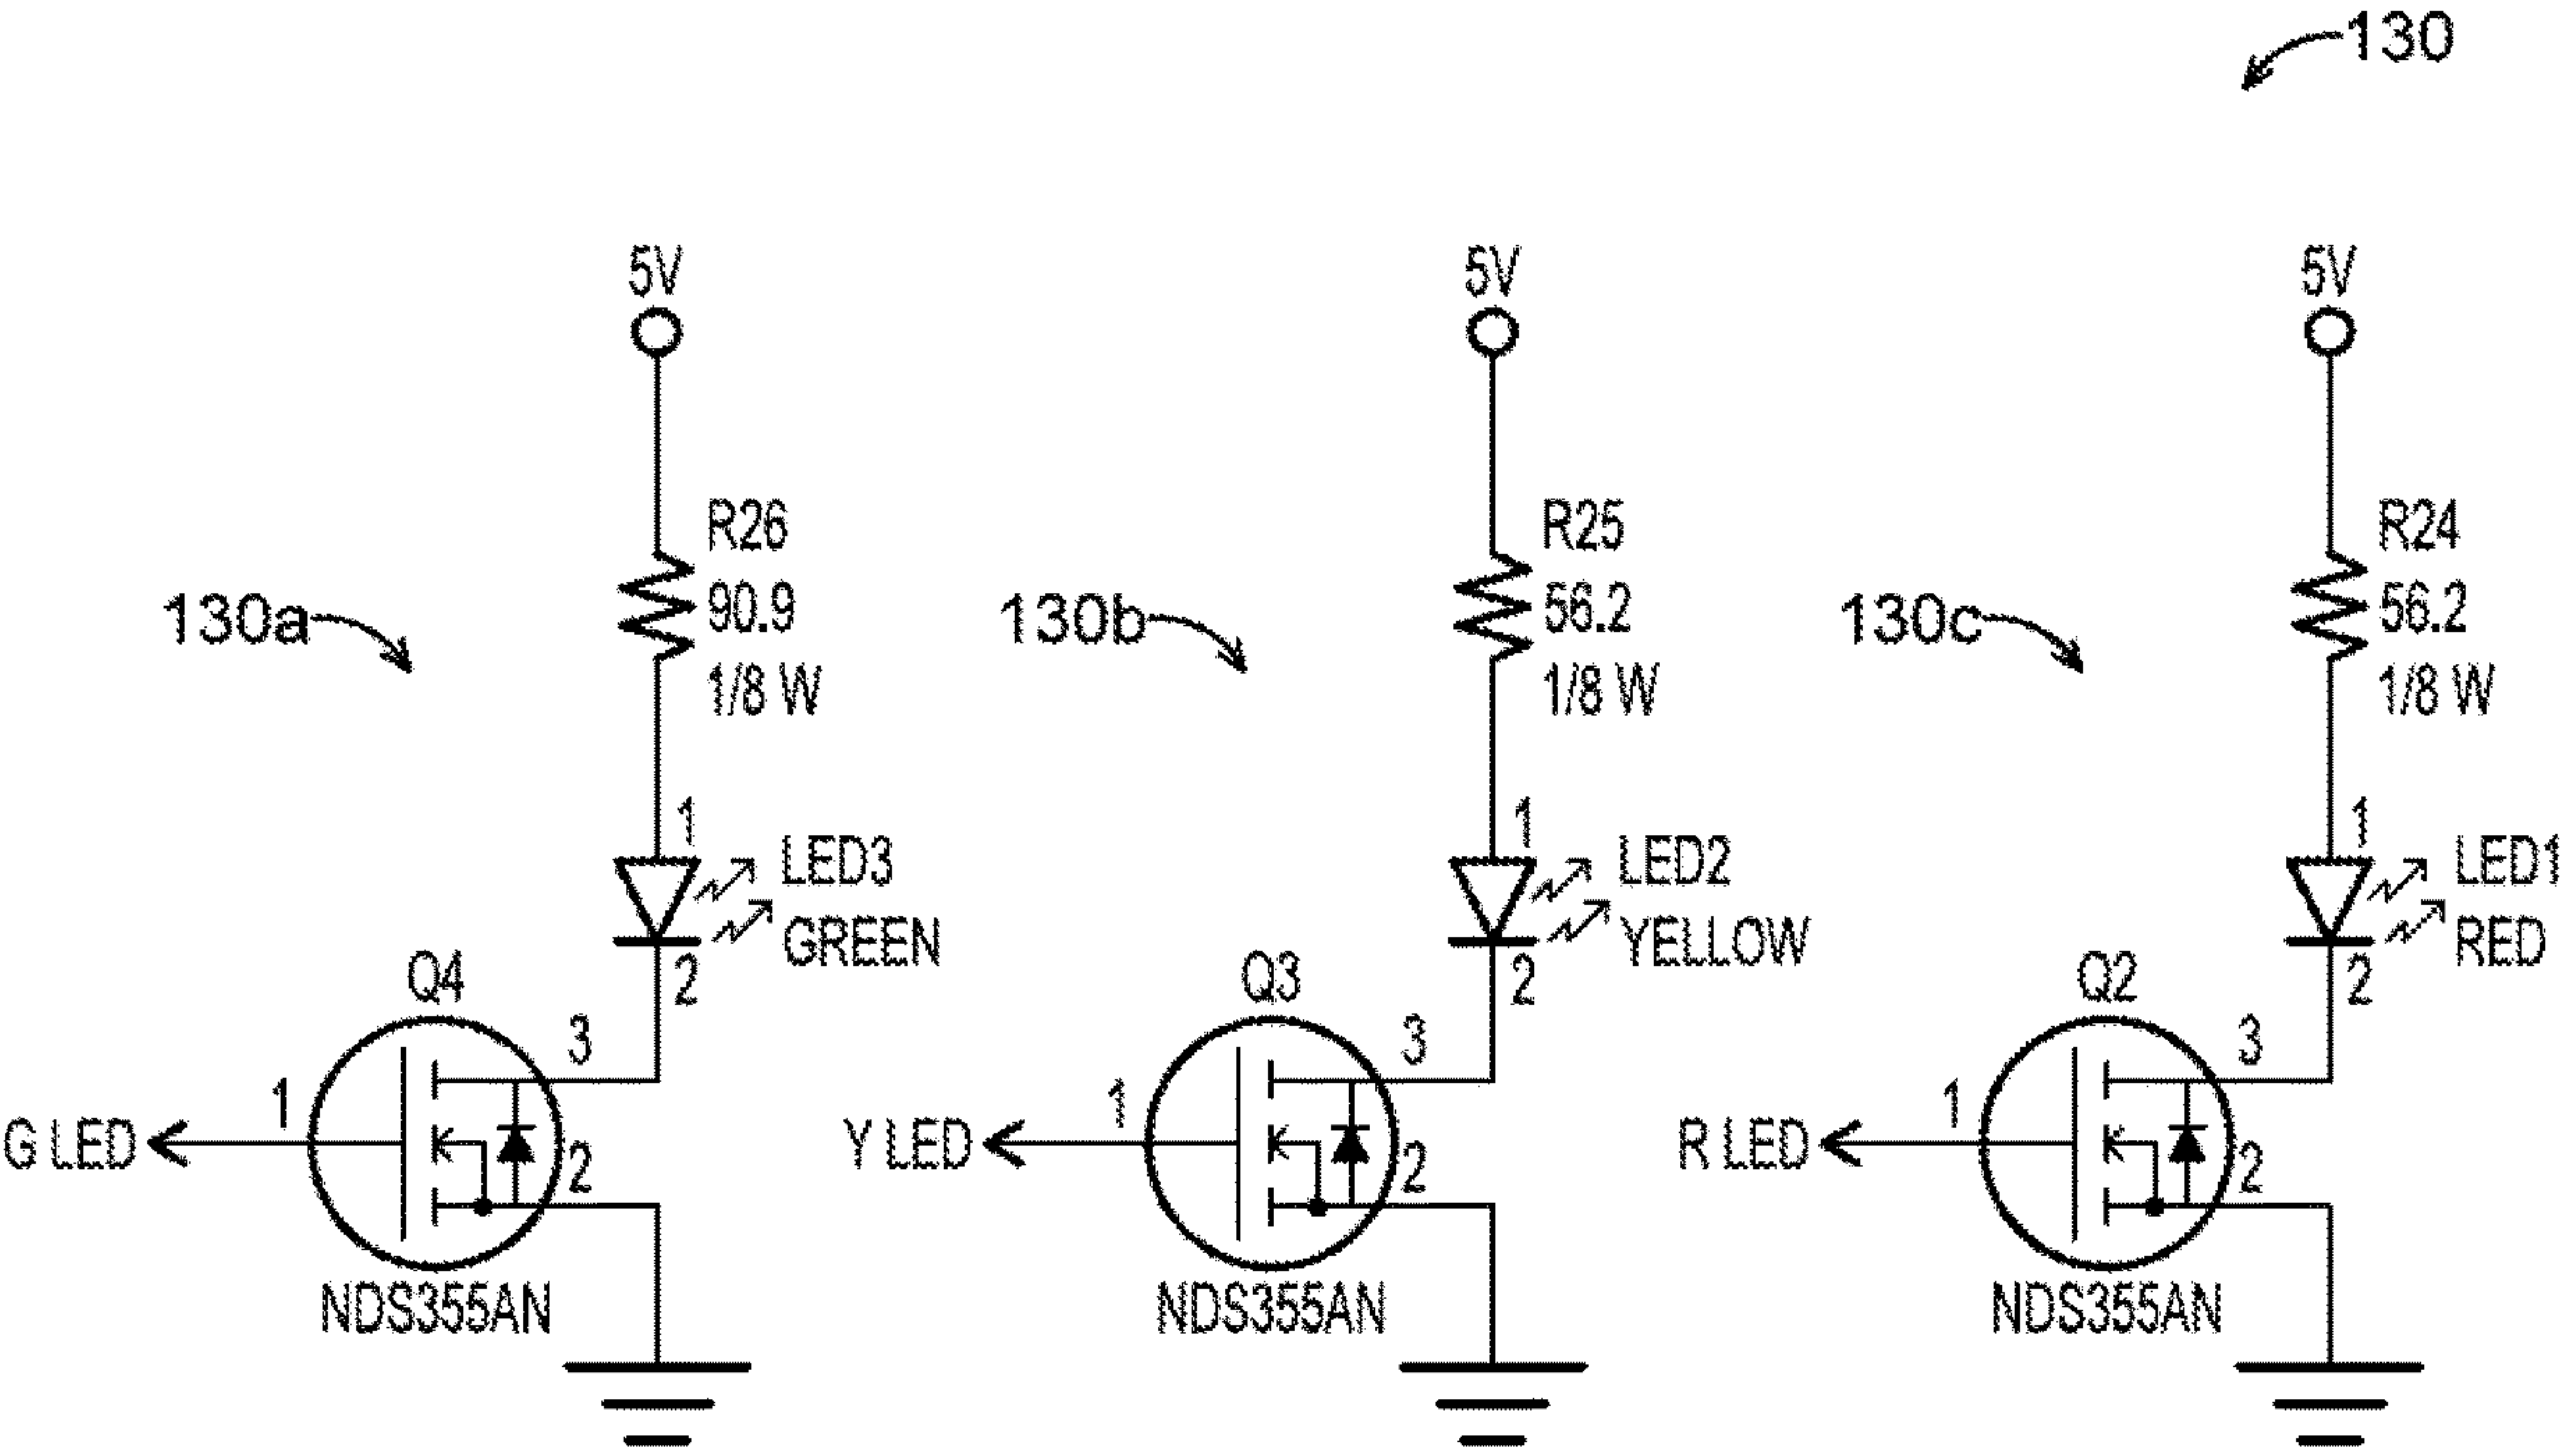 130
5V
5V
5V
R26
90.9
1/8 W
R25
56.2
1/8 W
R24
56.2
1/8 W
130a
130b
130c
1
LED3
GREEN
2
1
LED2
YELLOW
2
1
LED1
RED
2
Q4
3
1
G LED
2
NDS355AN
Q3
3
1
Y LED
2
NDS355AN
Q2
3
1
R LED
2
NDS355AN